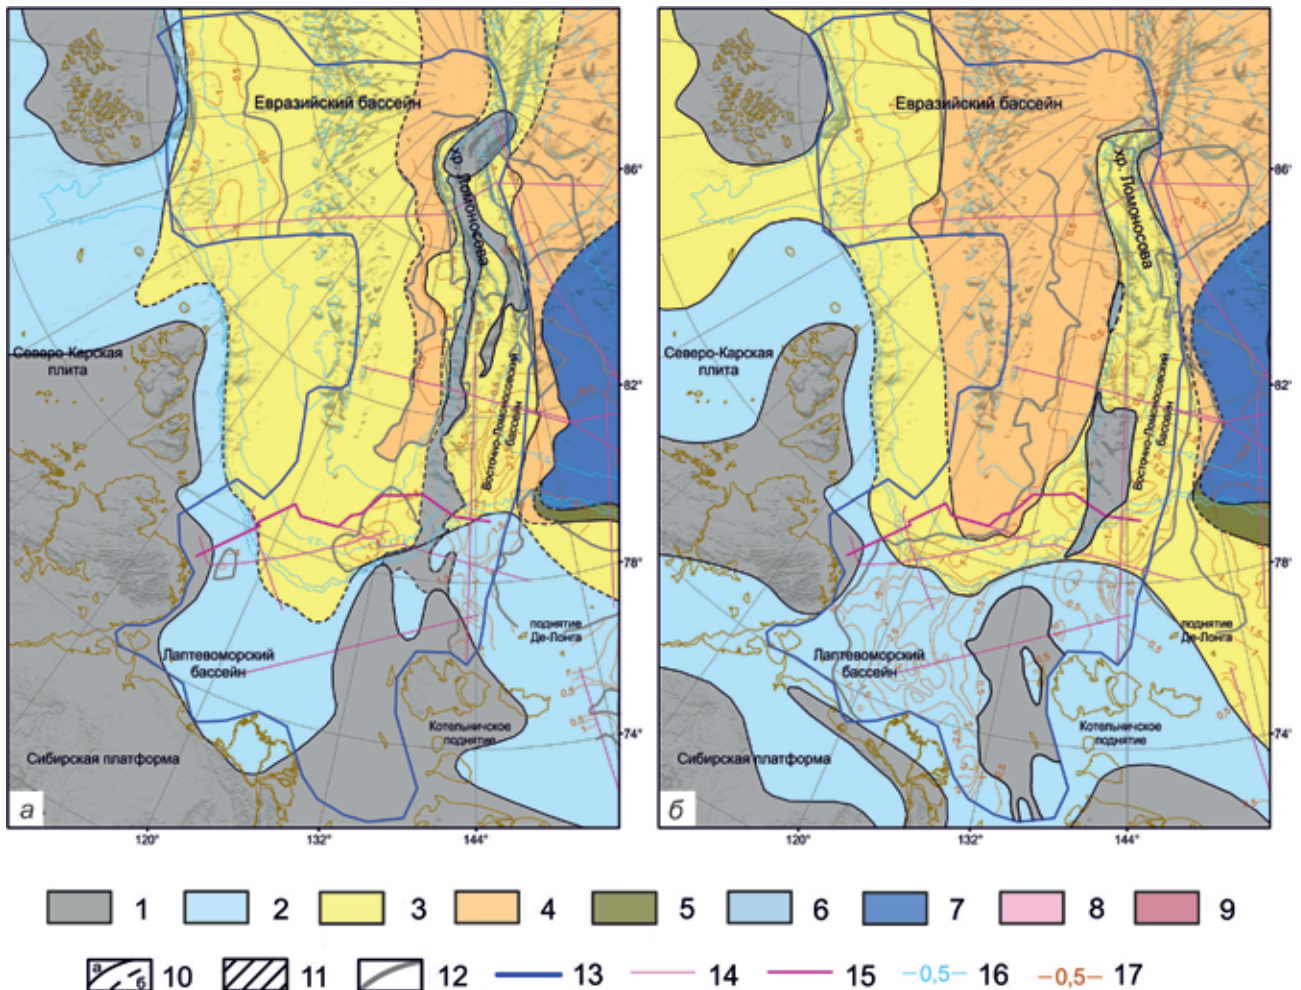 Евразийский бассейн
хр. Ломоносова
86°
Северо-Карская
плита
82°
Восточно-Ломоносовский
бассейн
78°
поднятие
Де-Лонга
Лаптевоморский
бассейн
Котельничское
поднятие
74°
Сибирская платформа
а
120°
132°
144°
Евразийский бассейн
хр. Ломоносова
86°
Северо-Карская
плита
82°
Восточно-Ломоносовский
бассейн
78°
поднятие
Де-Лонга
Лаптевоморский
бассейн
Котельничское
поднятие
74°
Сибирская платформа
б
120°
132°
144°
1 2 3 4 5 6 7 8 9
а б 10 11 12 13 14 15 -0,5- 16 -0,5- 17